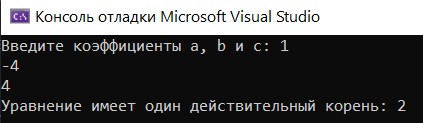 Консоль отладки Microsoft Visual Studio
Введите коэффициенты a, b и c: 1
-4
4
Уравнение имеет один действительный корень: 2